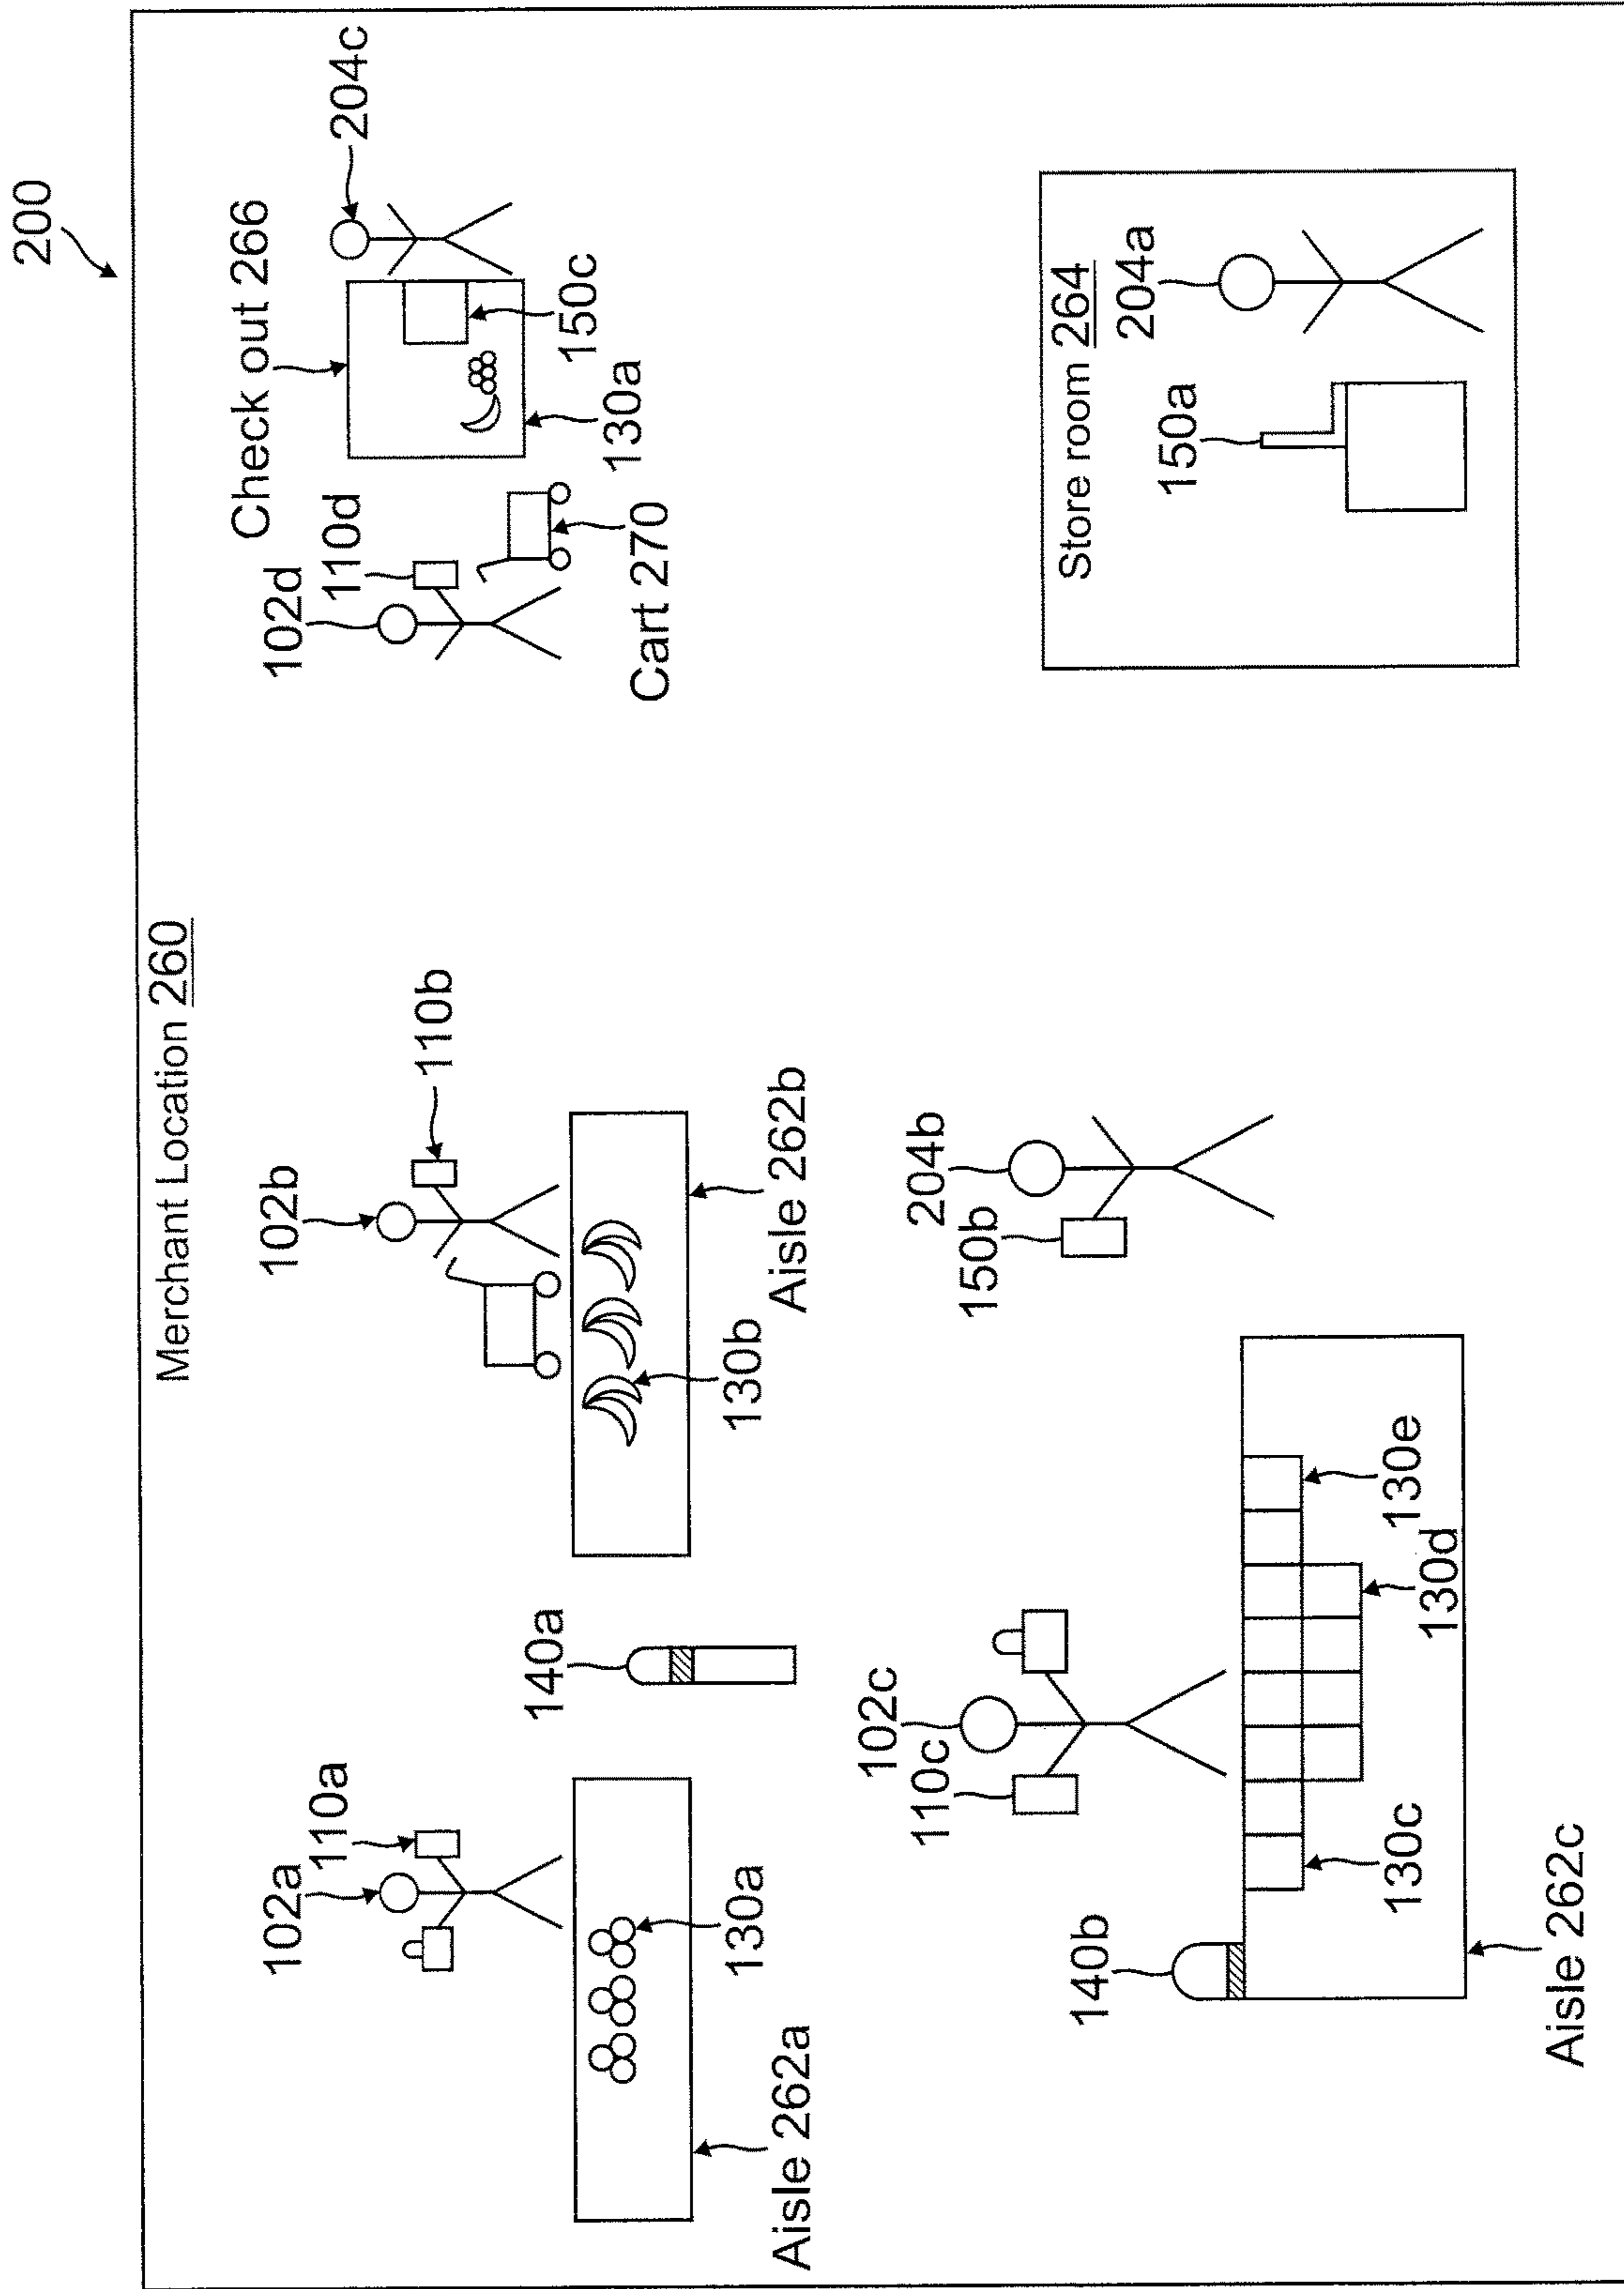 200
Merchant Location 260
Check out 266
204c
102d
110d
150c
130a
Cart 270
102b
110b
Aisle 262b
130b
140a
102a
110a
130a
Aisle 262a
Store room 264
204a
150a
204b
150b
102c
110c
140b
130c
130d
130e
Aisle 262c